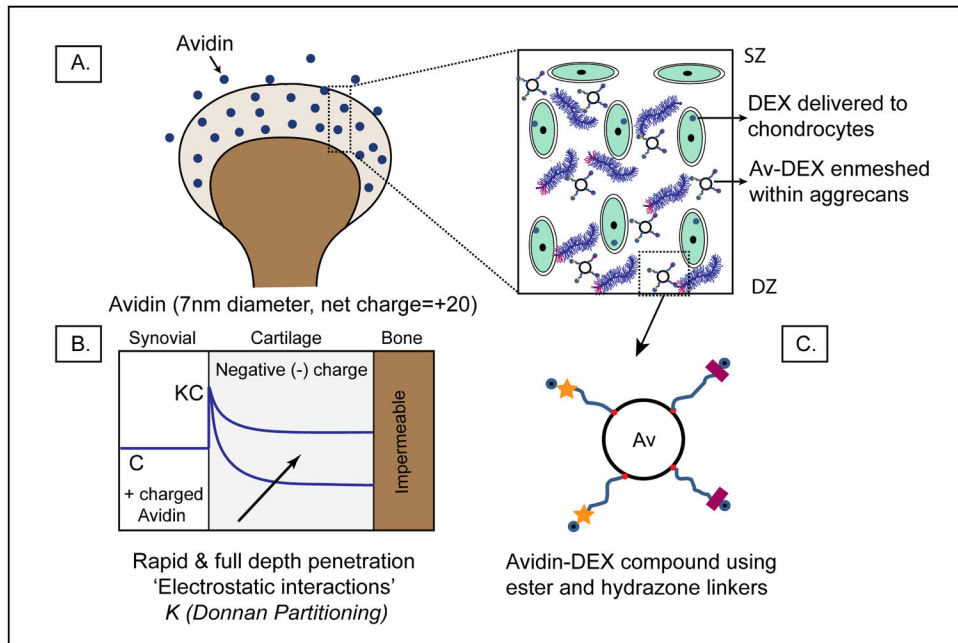 A.
Avidin
SZ
DEX delivered to
chondrocytes
Av-DEX enmeshed
within aggrecans
DZ
Avidin (7nm diameter, net charge=+20)
B.
Synovial
Cartilage
Bone
Negative (-) charge
KC
C
+ charged
Avidin
Impermeable
Rapid & full depth penetration
'Electrostatic interactions'
K (Donnan Partitioning)
C.
Av
Avidin-DEX compound using
ester and hydrazone linkers